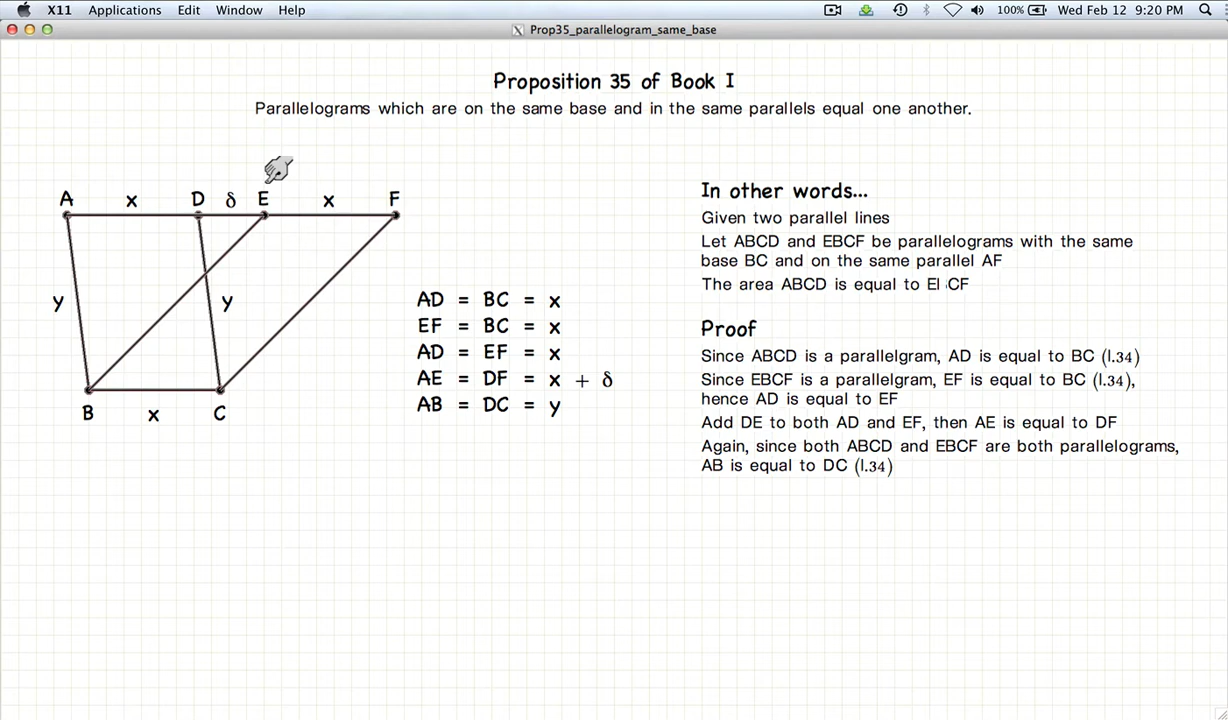 X11 Applications Edit Window Help 100% Wed Feb 12 9:20 PM
Prop35_parallelogram_same_base
Proposition 35 of Book I
Parallelograms which are on the same base and in the same parallels equal one another.
A x D δ E x F
y y
B x C
AD = BC = x
EF = BC = x
AD = EF = x
AE = DF = x + δ
AB = DC = y
In other words...
Given two parallel lines
Let ABCD and EBCF be parallelograms with the same
base BC and on the same parallel AF
The area ABCD is equal to EBCF
Proof
Since ABCD is a parallelgram, AD is equal to BC (I.34)
Since EBCF is a parallelgram, EF is equal to BC (I.34),
hence AD is equal to EF
Add DE to both AD and EF, then AE is equal to DF
Again, since both ABCD and EBCF are both parallelograms,
AB is equal to DC (I.34)